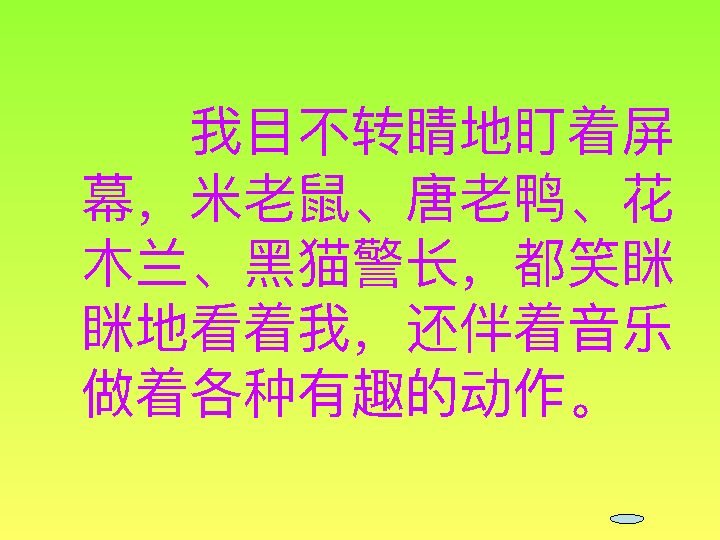 我目不转睛地盯着屏
幕，米老鼠、唐老鸭、花
木兰、黑猫警长，都笑眯
眯地看着我，还伴着音乐
做着各种有趣的动作。